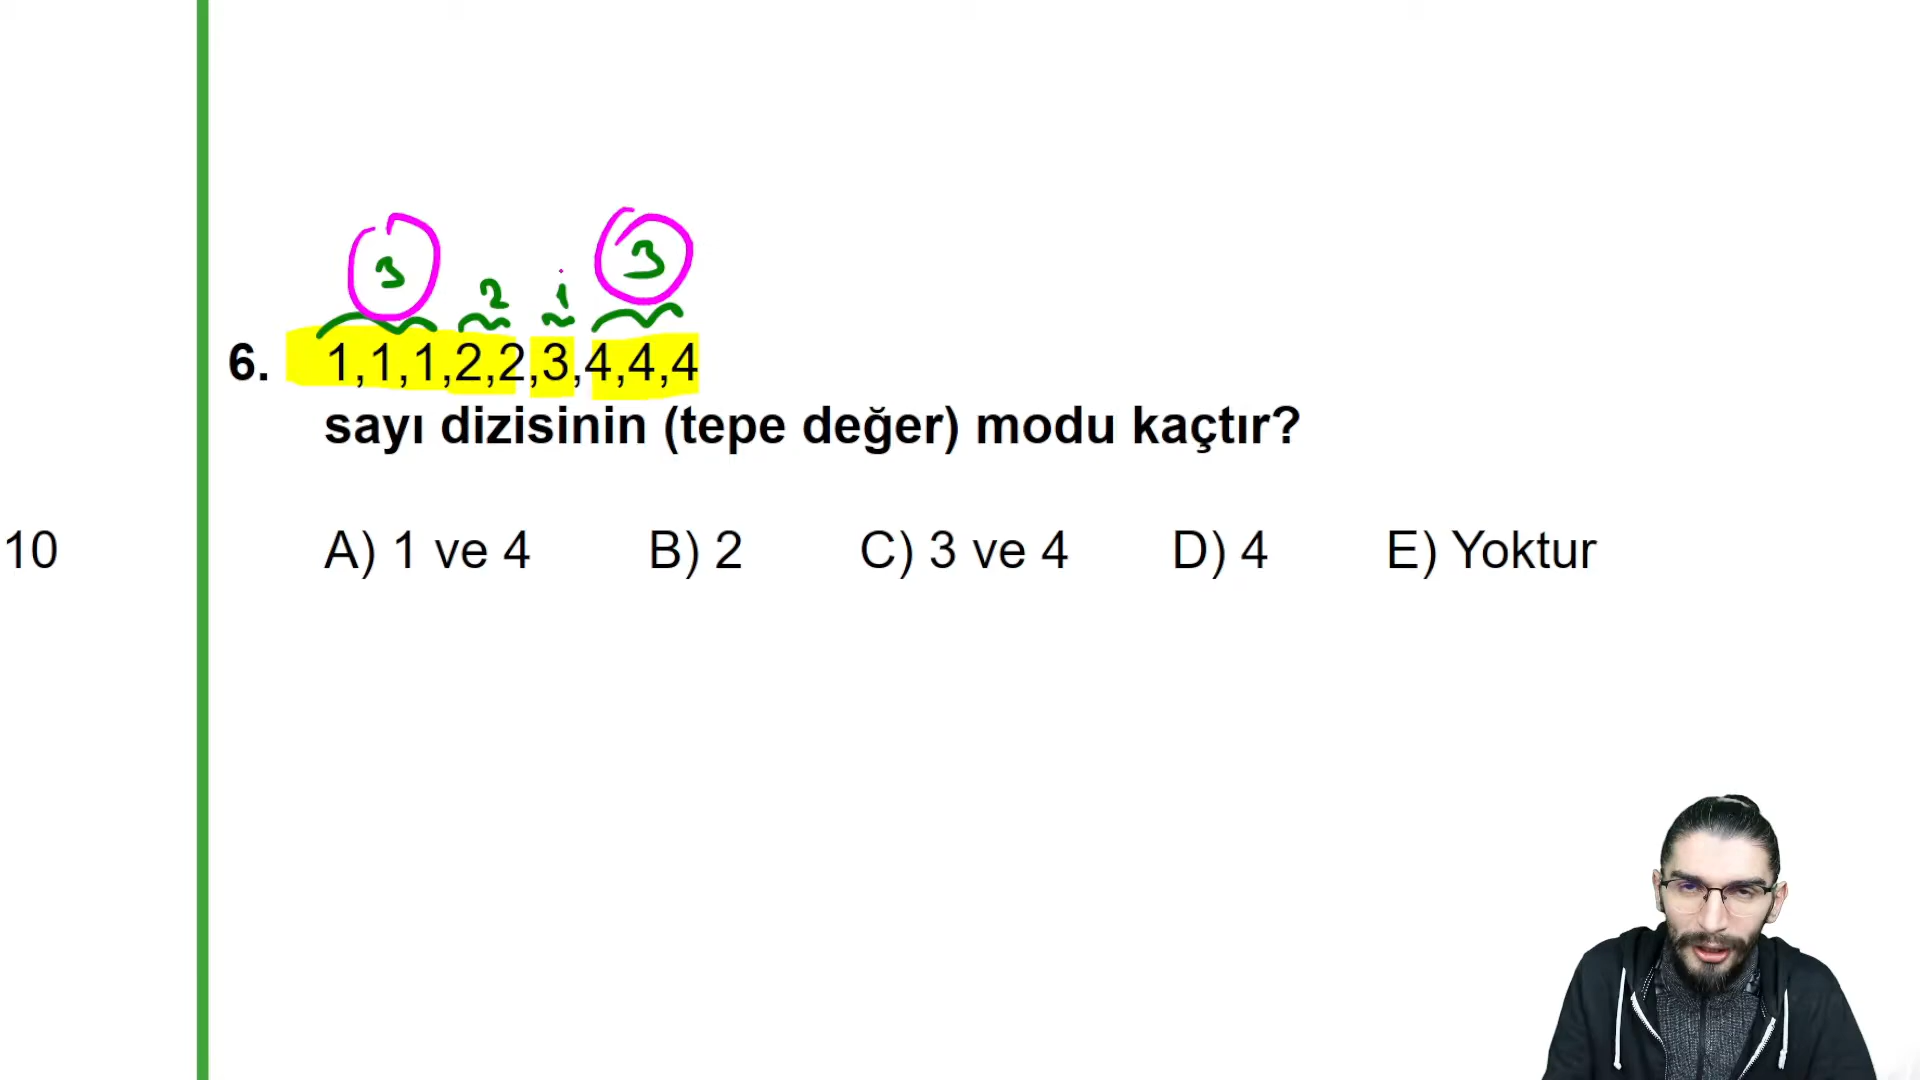 3 2 1 3
6. 1,1,1,2,2,3,4,4,4
sayı dizisinin (tepe değer) modu kaçtır?
10
A) 1 ve 4 B) 2 C) 3 ve 4 D) 4 E) Yoktur